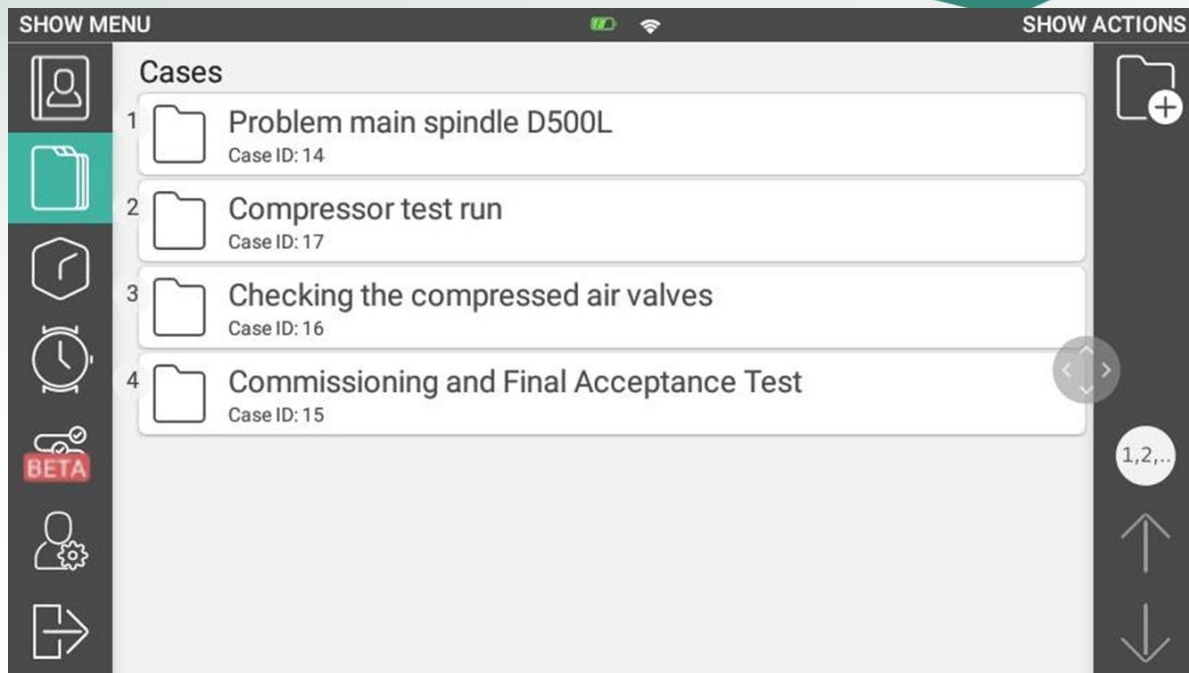 SHOW MENU
SHOW ACTIONS
Cases
1
Problem main spindle D500L
Case ID: 14
2
Compressor test run
Case ID: 17
3
Checking the compressed air valves
Case ID: 16
4
Commissioning and Final Acceptance Test
Case ID: 15
BETA
1,2,..